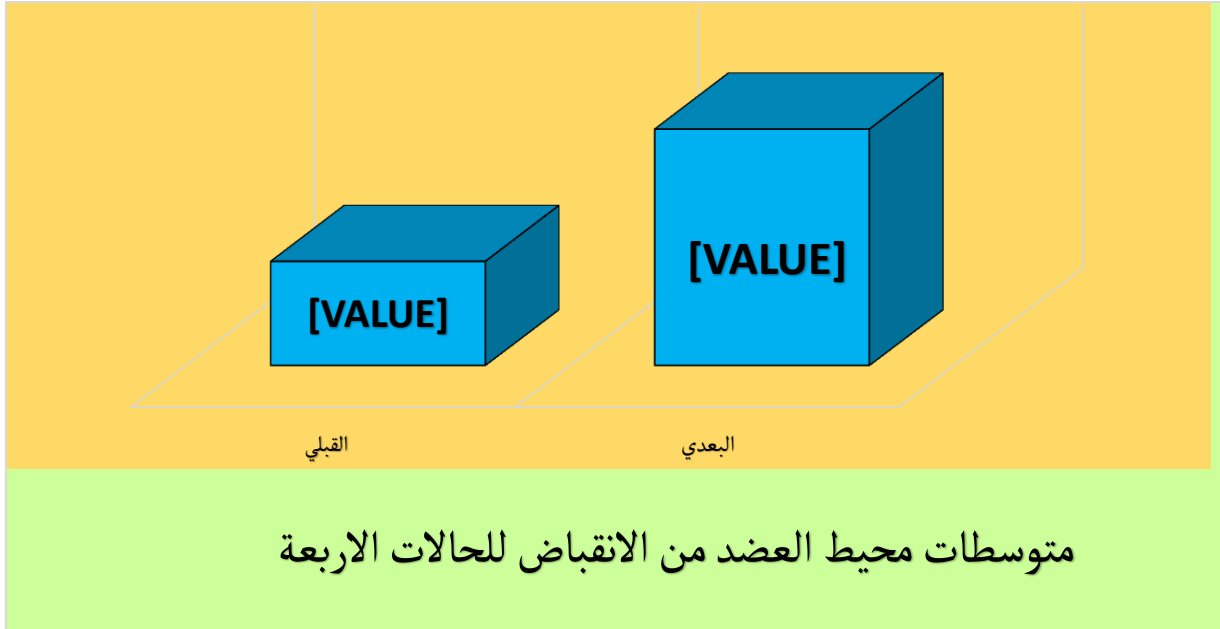 [VALUE]
[VALUE]
القبلي
البعدي
متوسطات محيط العضد من الانقباض للحالات الاربعة